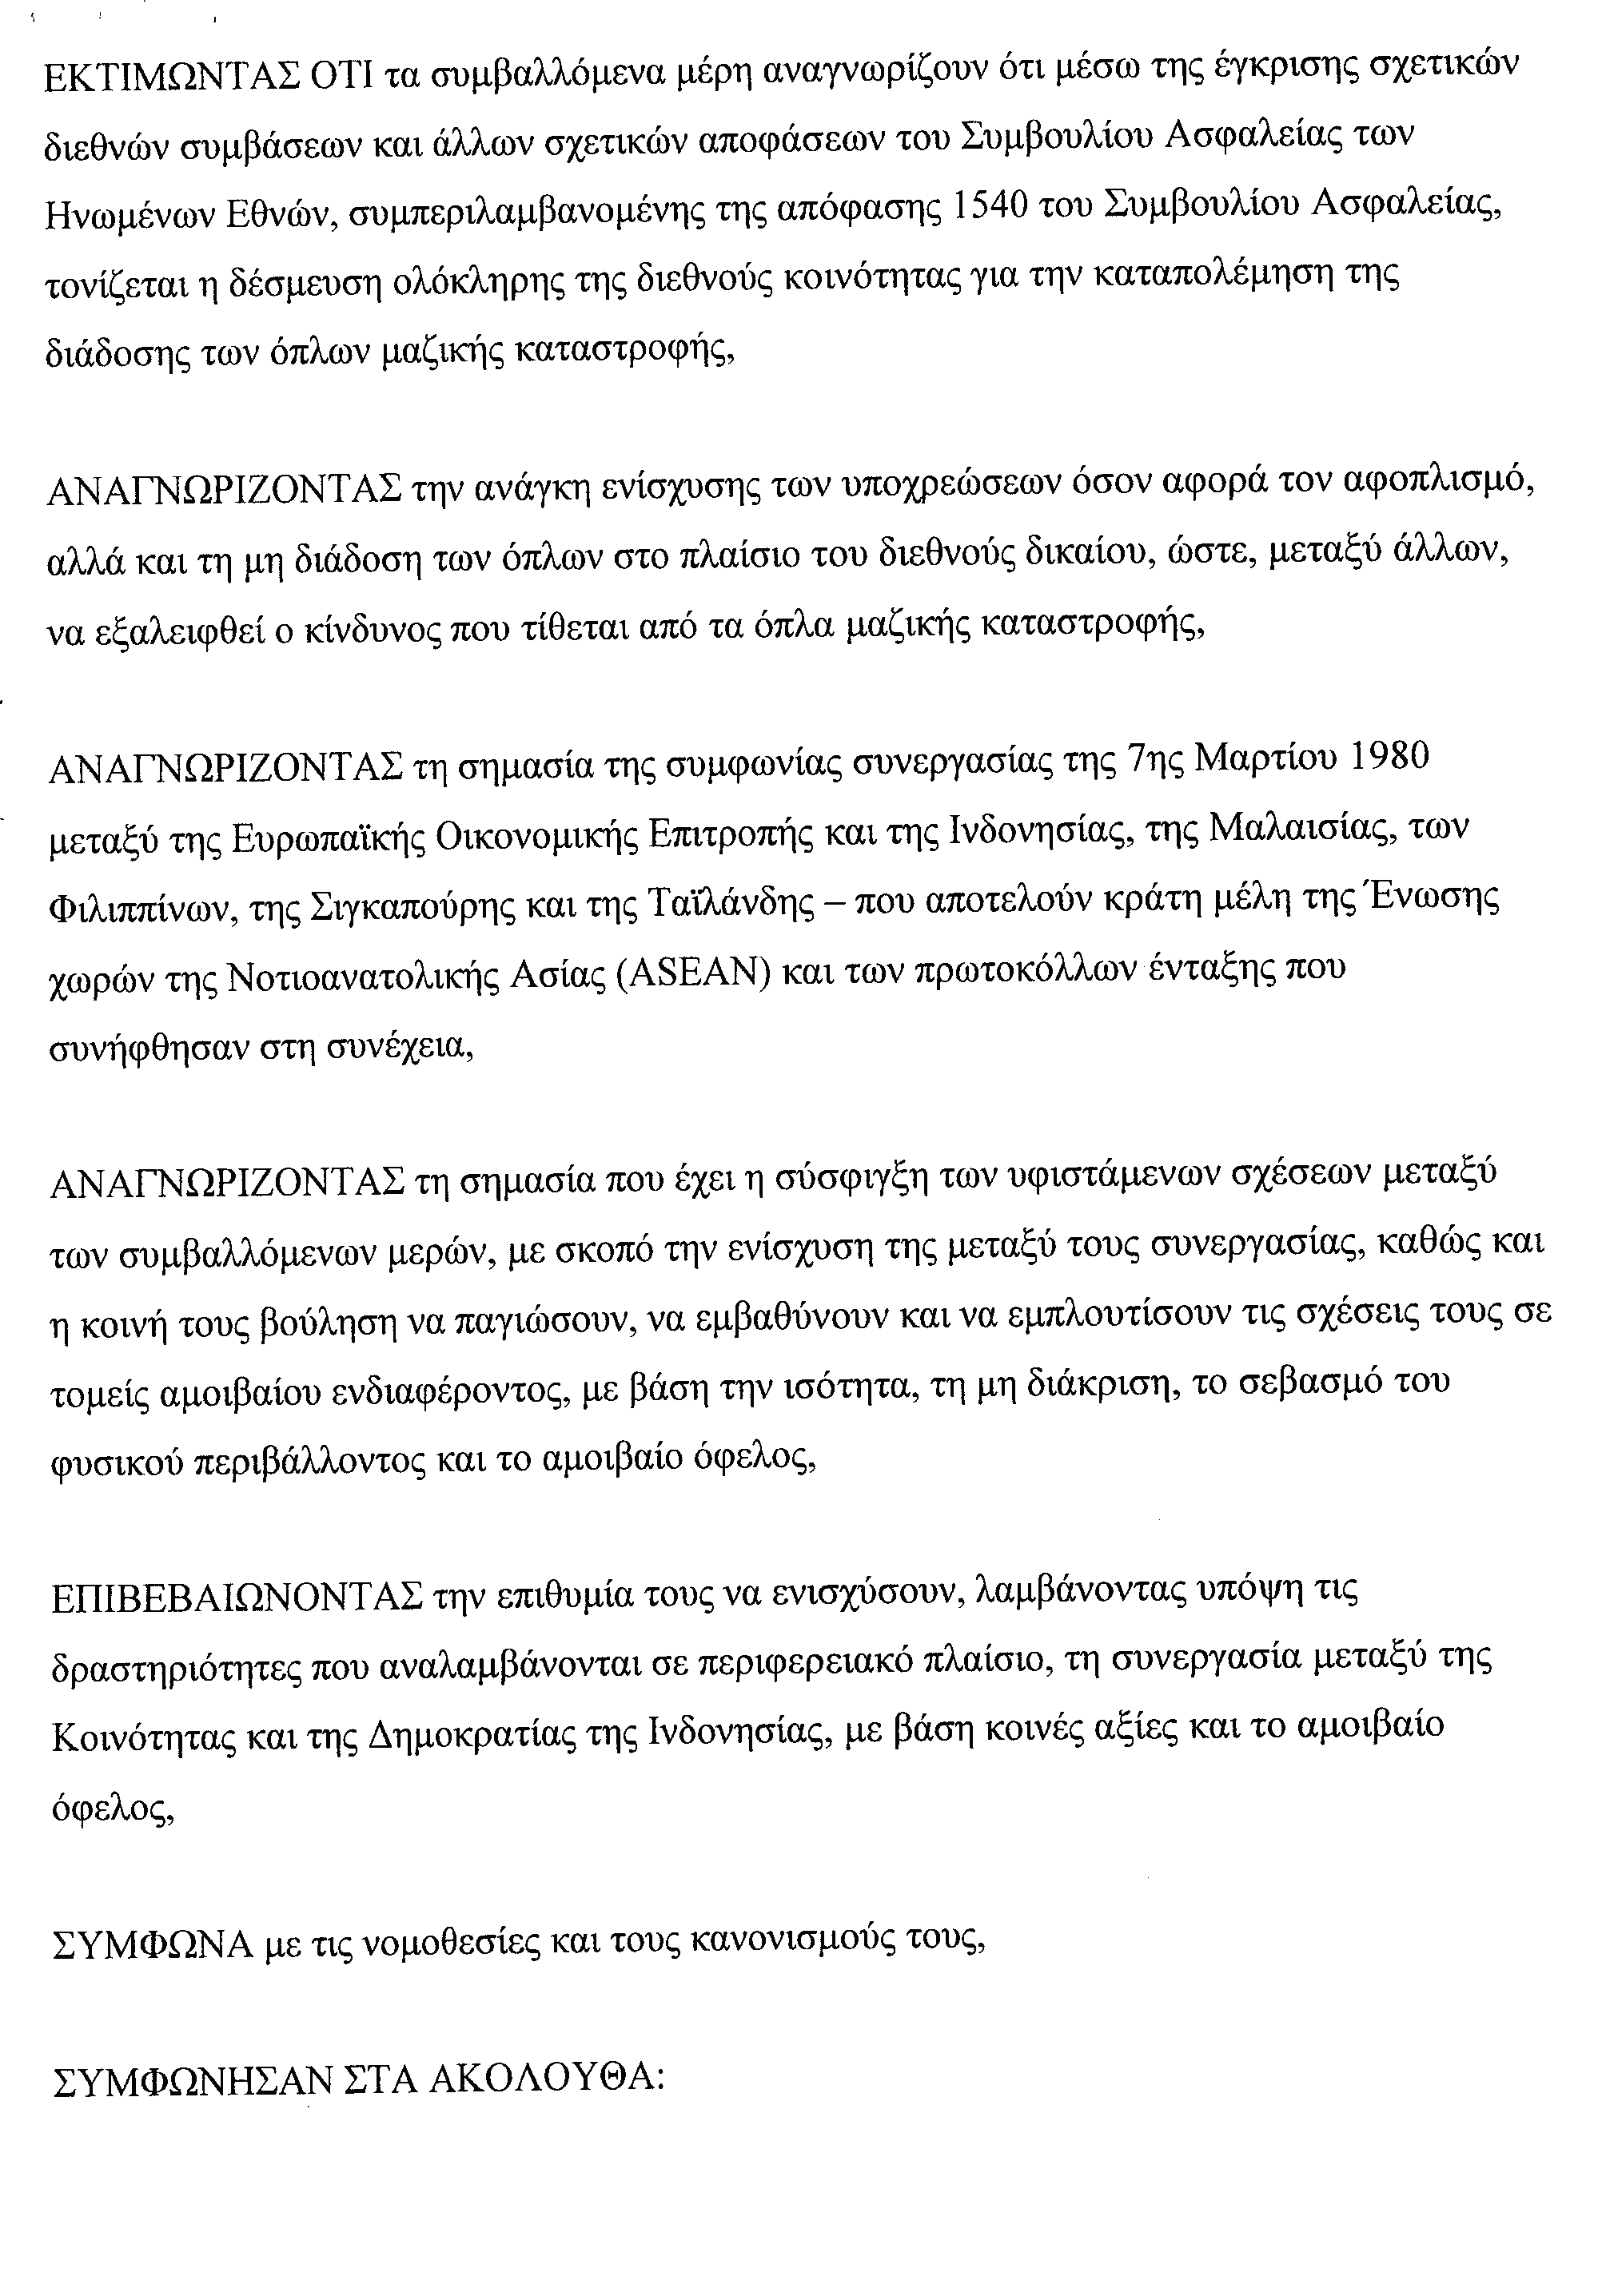 ΕΚΤΙΜΩΝΤΑΣ ΟΤΙ τα συμβαλλόμενα μέρη αναγνωρίζουν ότι μέσω της έγκρισης σχετικών
διεθνών συμβάσεων και άλλων σχετικών αποφάσεων του Συμβουλίου Ασφαλείας των
Ηνωμένων Εθνών, συμπεριλαμβανομένης της απόφασης 1540 του Συμβουλίου Ασφαλείας,
τονίζεται η δέσμευση ολόκληρης της διεθνούς κοινότητας για την καταπολέμηση της
διάδοσης των όπλων μαζικής καταστροφής,
ΑΝΑΓΝΩΡΙΖΟΝΤΑΣ την ανάγκη ενίσχυσης των υποχρεώσεων όσον αφορά τον αφοπλισμό,
αλλά και τη μη διάδοση των όπλων στο πλαίσιο του διεθνούς δικαίου, ώστε, μεταξύ άλλων,
να εξαλειφθεί ο κίνδυνος που τίθεται από τα όπλα μαζικής καταστροφής,
ΑΝΑΓΝΩΡΙΖΟΝΤΑΣ τη σημασία της συμφωνίας συνεργασίας της 7ης Μαρτίου 1980
μεταξύ της Ευρωπαϊκής Οικονομικής Επιτροπής και της Ινδονησίας, της Μαλαισίας, των
Φιλιππίνων, της Σιγκαπούρης και της Ταϊλάνδης – που αποτελούν κράτη μέλη της Ένωσης
χωρών της Νοτιοανατολικής Ασίας (ASEAN) και των πρωτοκόλλων ένταξης που
συνήφθησαν στη συνέχεια,
ΑΝΑΓΝΩΡΙΖΟΝΤΑΣ τη σημασία που έχει η σύσφιγξη των υφιστάμενων σχέσεων μεταξύ
των συμβαλλόμενων μερών, με σκοπό την ενίσχυση της μεταξύ τους συνεργασίας, καθώς και
η κοινή τους βούληση να παγιώσουν, να εμβαθύνουν και να εμπλουτίσουν τις σχέσεις τους σε
τομείς αμοιβαίου ενδιαφέροντος, με βάση την ισότητα, τη μη διάκριση, το σεβασμό του
φυσικού περιβάλλοντος και το αμοιβαίο όφελος,
ΕΠΙΒΕΒΑΙΩΝΟΝΤΑΣ την επιθυμία τους να ενισχύσουν, λαμβάνοντας υπόψη τις
δραστηριότητες που αναλαμβάνονται σε περιφερειακό πλαίσιο, τη συνεργασία μεταξύ της
Κοινότητας και της Δημοκρατίας της Ινδονησίας, με βάση κοινές αξίες και το αμοιβαίο
όφελος,
ΣΥΜΦΩΝΑ με τις νομοθεσίες και τους κανονισμούς τους,
ΣΥΜΦΩΝΗΣΑΝ ΣΤΑ ΑΚΟΛΟΥΘΑ: